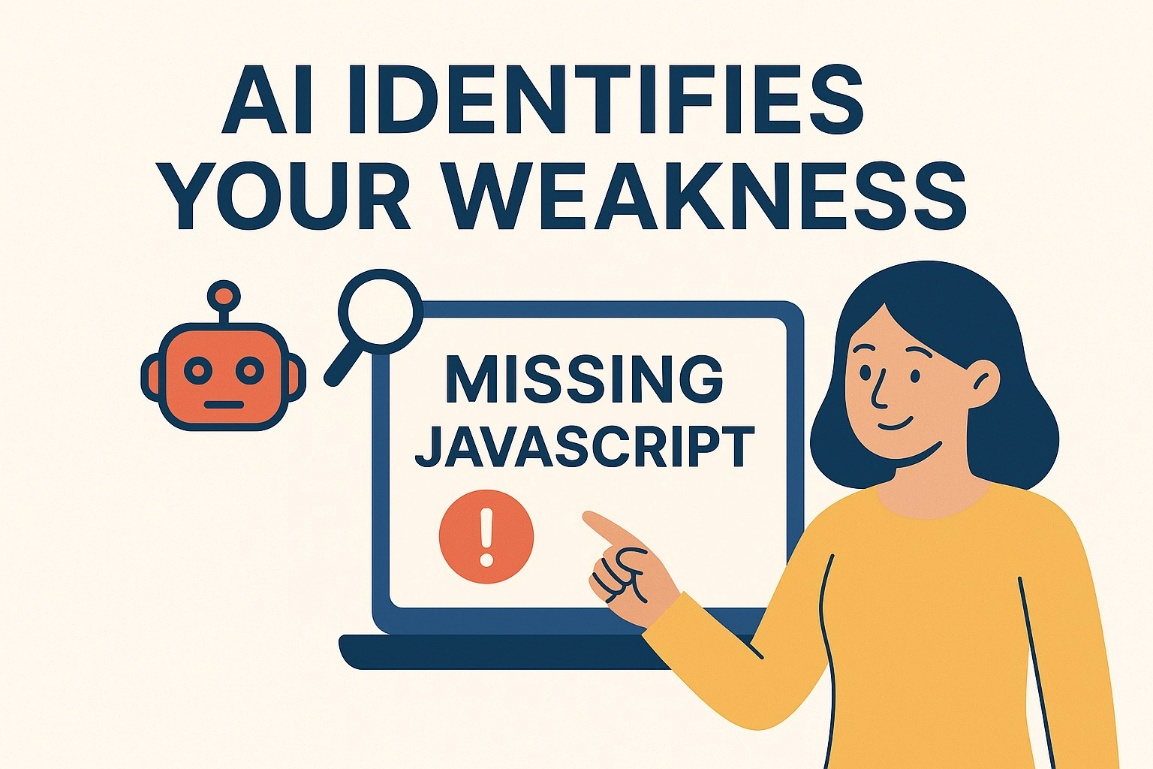 AI IDENTIFIES
YOUR WEAKNESS
MISSING
JAVASCRIPT
!